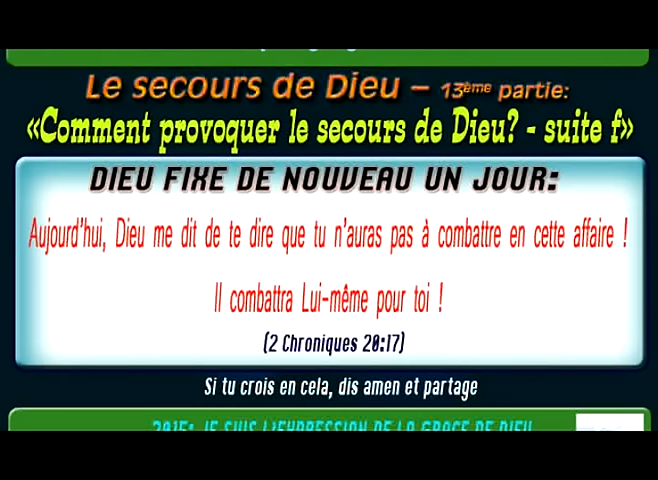 Le secours de Dieu – 13ème partie:
«Comment provoquer le secours de Dieu? - suite f»
DIEU FIXE DE NOUVEAU UN JOUR:
Aujourd'hui, Dieu me dit de te dire que tu n'auras pas à combattre en cette affaire !
Il combattra Lui-même pour toi !
(2 Chroniques 20:17)
Si tu crois en cela, dis amen et partage
2015: JE SUIS L'EXPRESSION DE LA GRACE DE DIEU